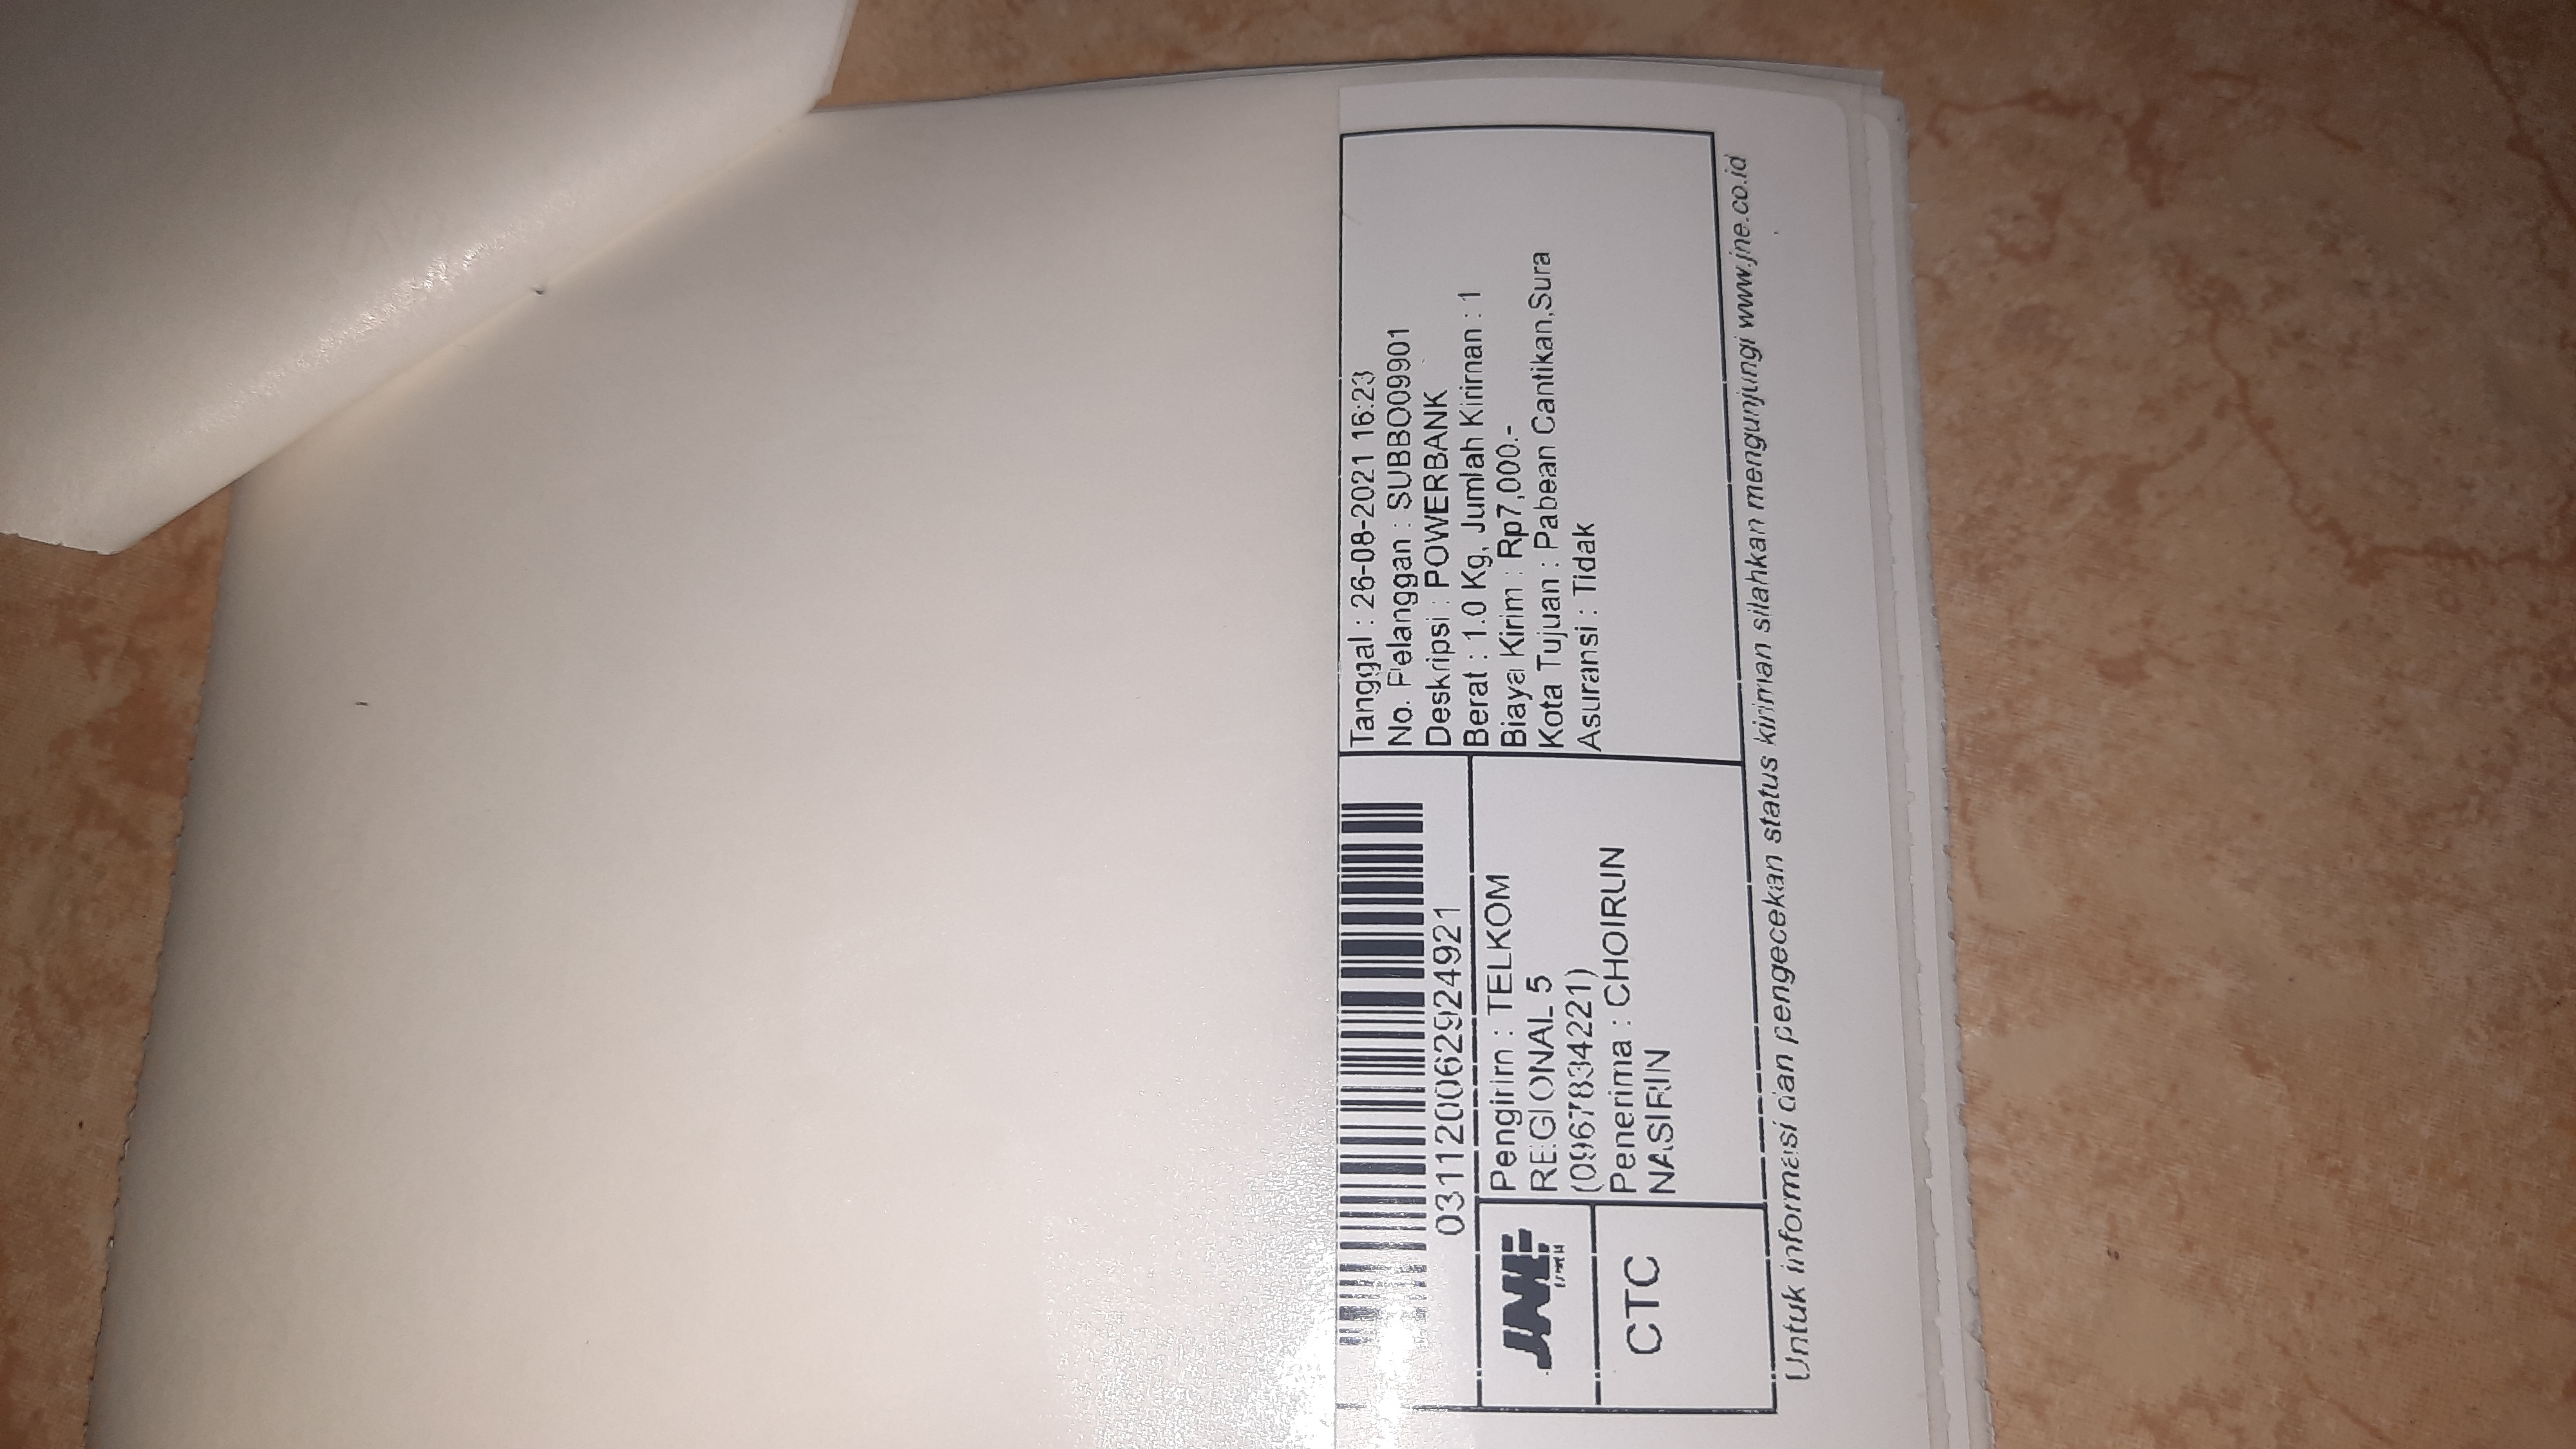 031120062924921
JNE
CTC
Pengirim : TELKOM
REGIONAL 5
(0967834221)
Penerima : CHOIRUN
NASIRIN
Tanggal : 26-08-2021 16:23
No. Pelanggan : SUBBO09901
Deskripsi : POWERBANK
Berat : 1.0 Kg, Jumlah Kiriman : 1
Biaya Kirim : Rp7,000.-
Kota Tujuan : Pabean Cantikan,Sura
Asuransi : Tidak
Untuk informasi dan pengecekan status kiriman silahkan mengunjungi www.jne.co.id